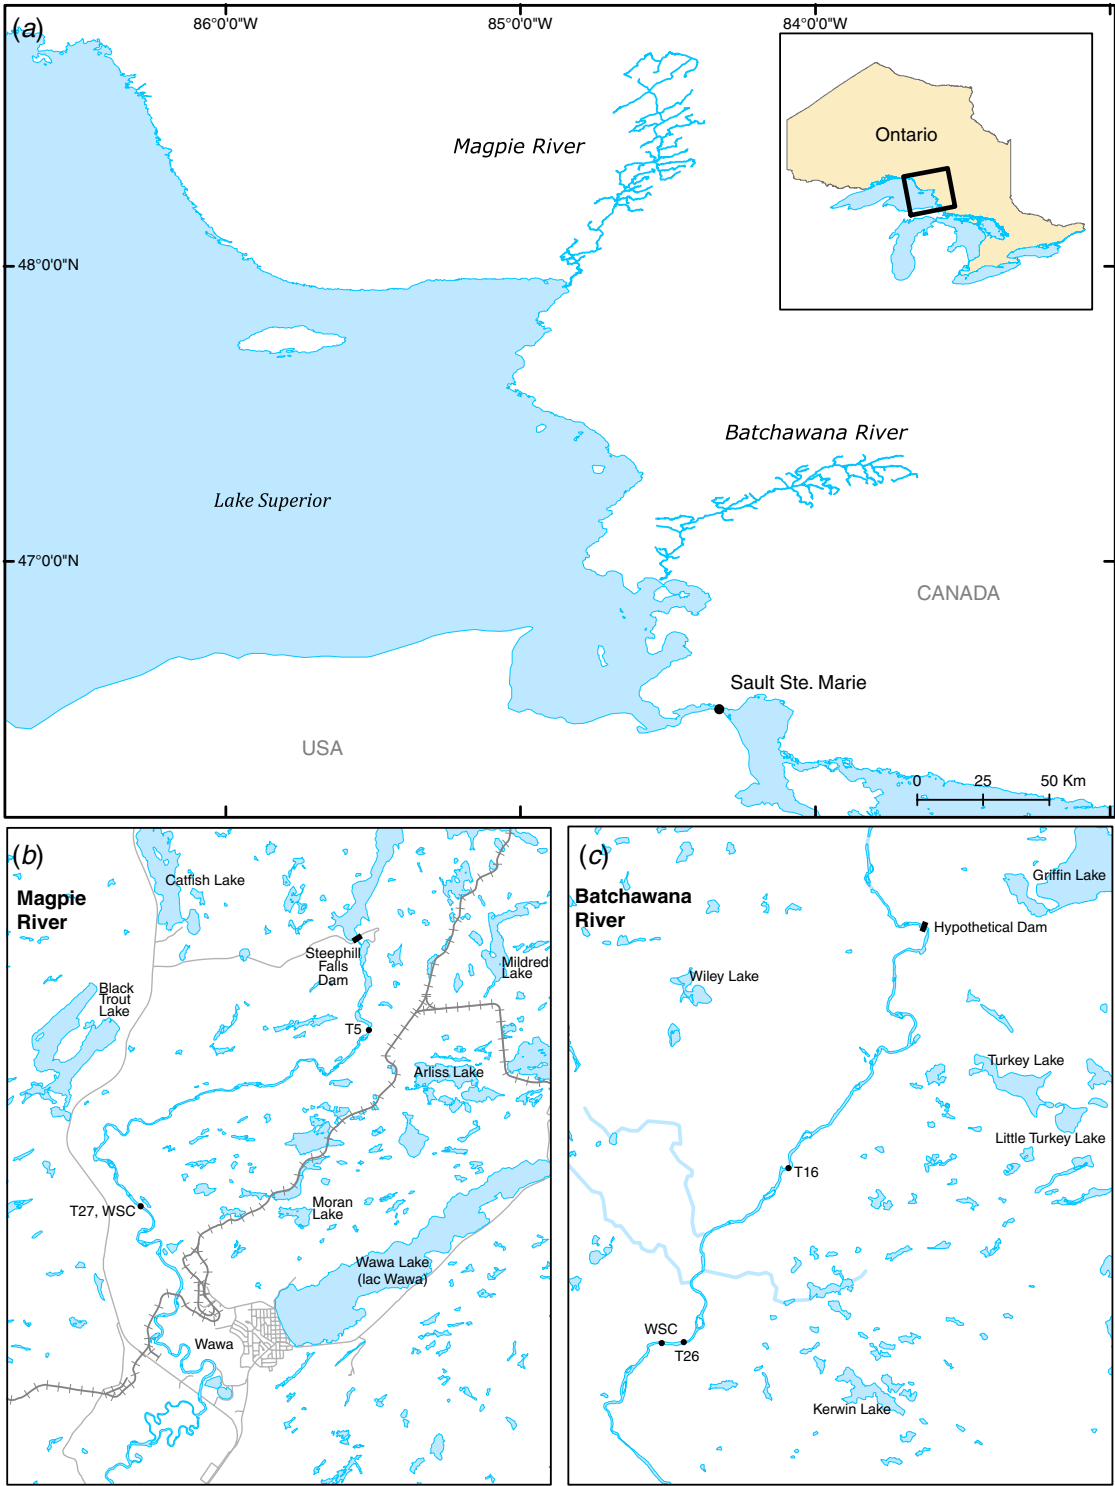 (a)
86°0'0"W
85°0'0"W
84°0'0"W
Ontario
Magpie River
48°0'0"N
Batchawana River
Lake Superior
47°0'0"N
CANADA
Sault Ste. Marie
USA
0 25 50 Km
(b)
Magpie
River
Catfish Lake
Steephill
Falls
Dam
Mildred
Lake
Black
Trout
Lake
T5
Arliss Lake
T27, WSC
Moran
Lake
Wawa Lake
(lac Wawa)
Wawa
(c)
Batchawana
River
Griffin Lake
Hypothetical Dam
Wiley Lake
Turkey Lake
Little Turkey Lake
T16
WSC
T26
Kerwin Lake